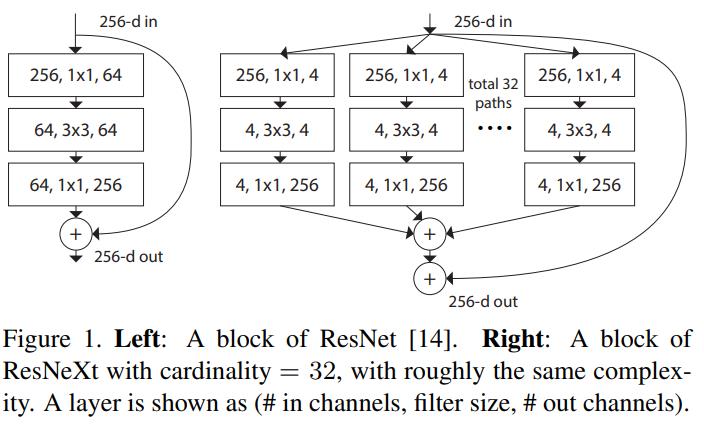 256-d in
256, 1x1, 64
64, 3x3, 64
64, 1x1, 256
+
256-d out
256-d in
256, 1x1, 4
256, 1x1, 4
total 32
paths
....
256, 1x1, 4
4, 3x3, 4
4, 3x3, 4
4, 3x3, 4
4, 1x1, 256
4, 1x1, 256
4, 1x1, 256
+
+
256-d out
Figure 1. Left: A block of ResNet [14]. Right: A block of
ResNeXt with cardinality = 32, with roughly the same complex-
ity. A layer is shown as (# in channels, filter size, # out channels).